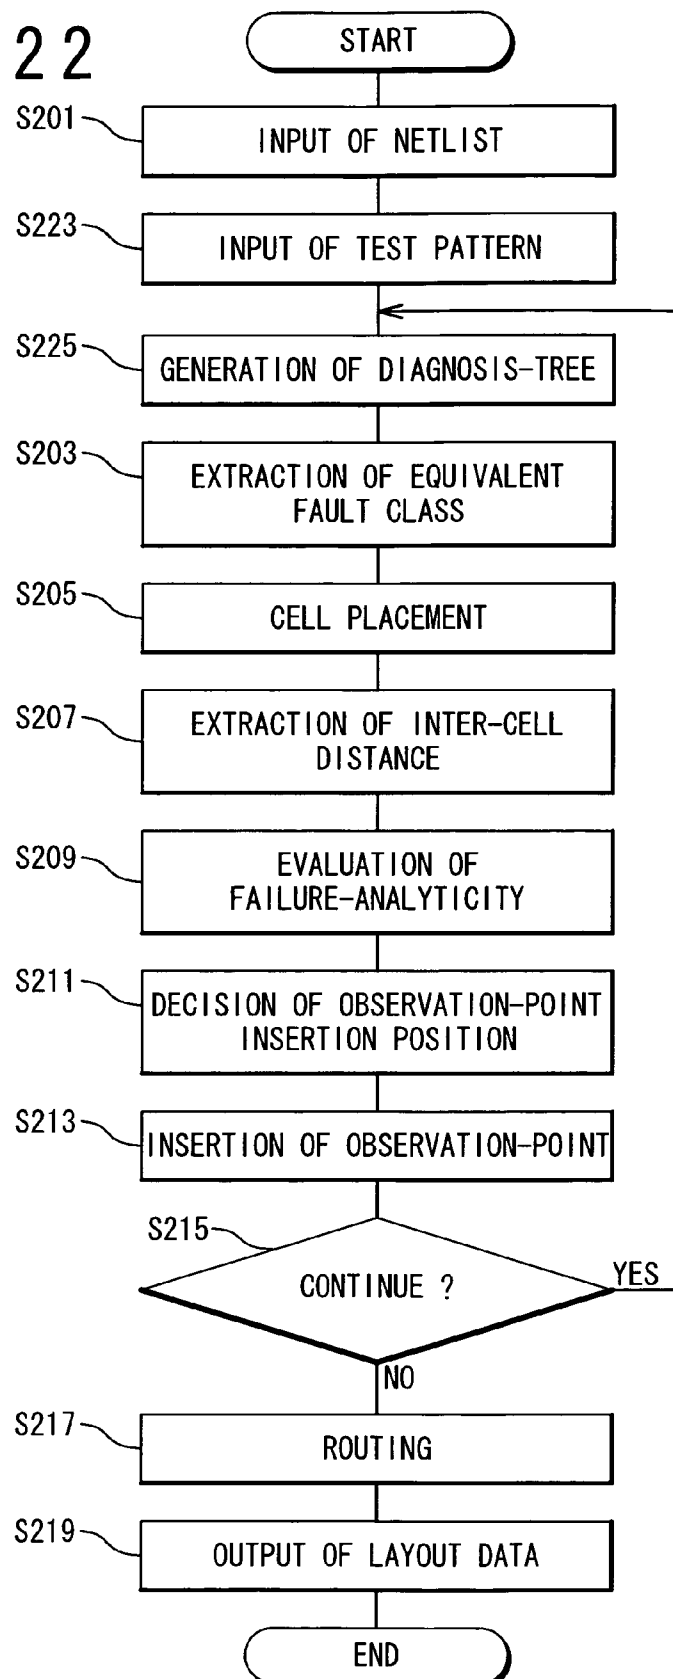 22
START
S201
INPUT OF NETLIST
S223
INPUT OF TEST PATTERN
S225
GENERATION OF DIAGNOSIS-TREE
S203
EXTRACTION OF EQUIVALENT
FAULT CLASS
S205
CELL PLACEMENT
S207
EXTRACTION OF INTER-CELL
DISTANCE
S209
EVALUATION OF
FAILURE-ANALYTICITY
S211
DECISION OF OBSERVATION-POINT
INSERTION POSITION
S213
INSERTION OF OBSERVATION-POINT
S215
CONTINUE ?
YES
NO
S217
ROUTING
S219
OUTPUT OF LAYOUT DATA
END